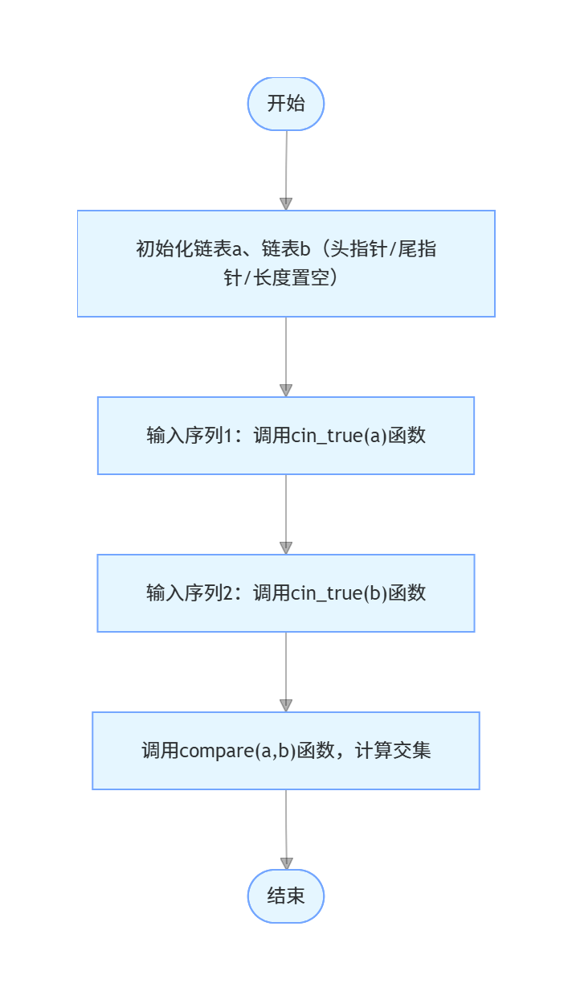 开始
初始化链表a、链表b（头指针/尾指
针/长度置空）
输入序列1：调用cin_true(a)函数
输入序列2：调用cin_true(b)函数
调用compare(a,b)函数，计算交集
结束